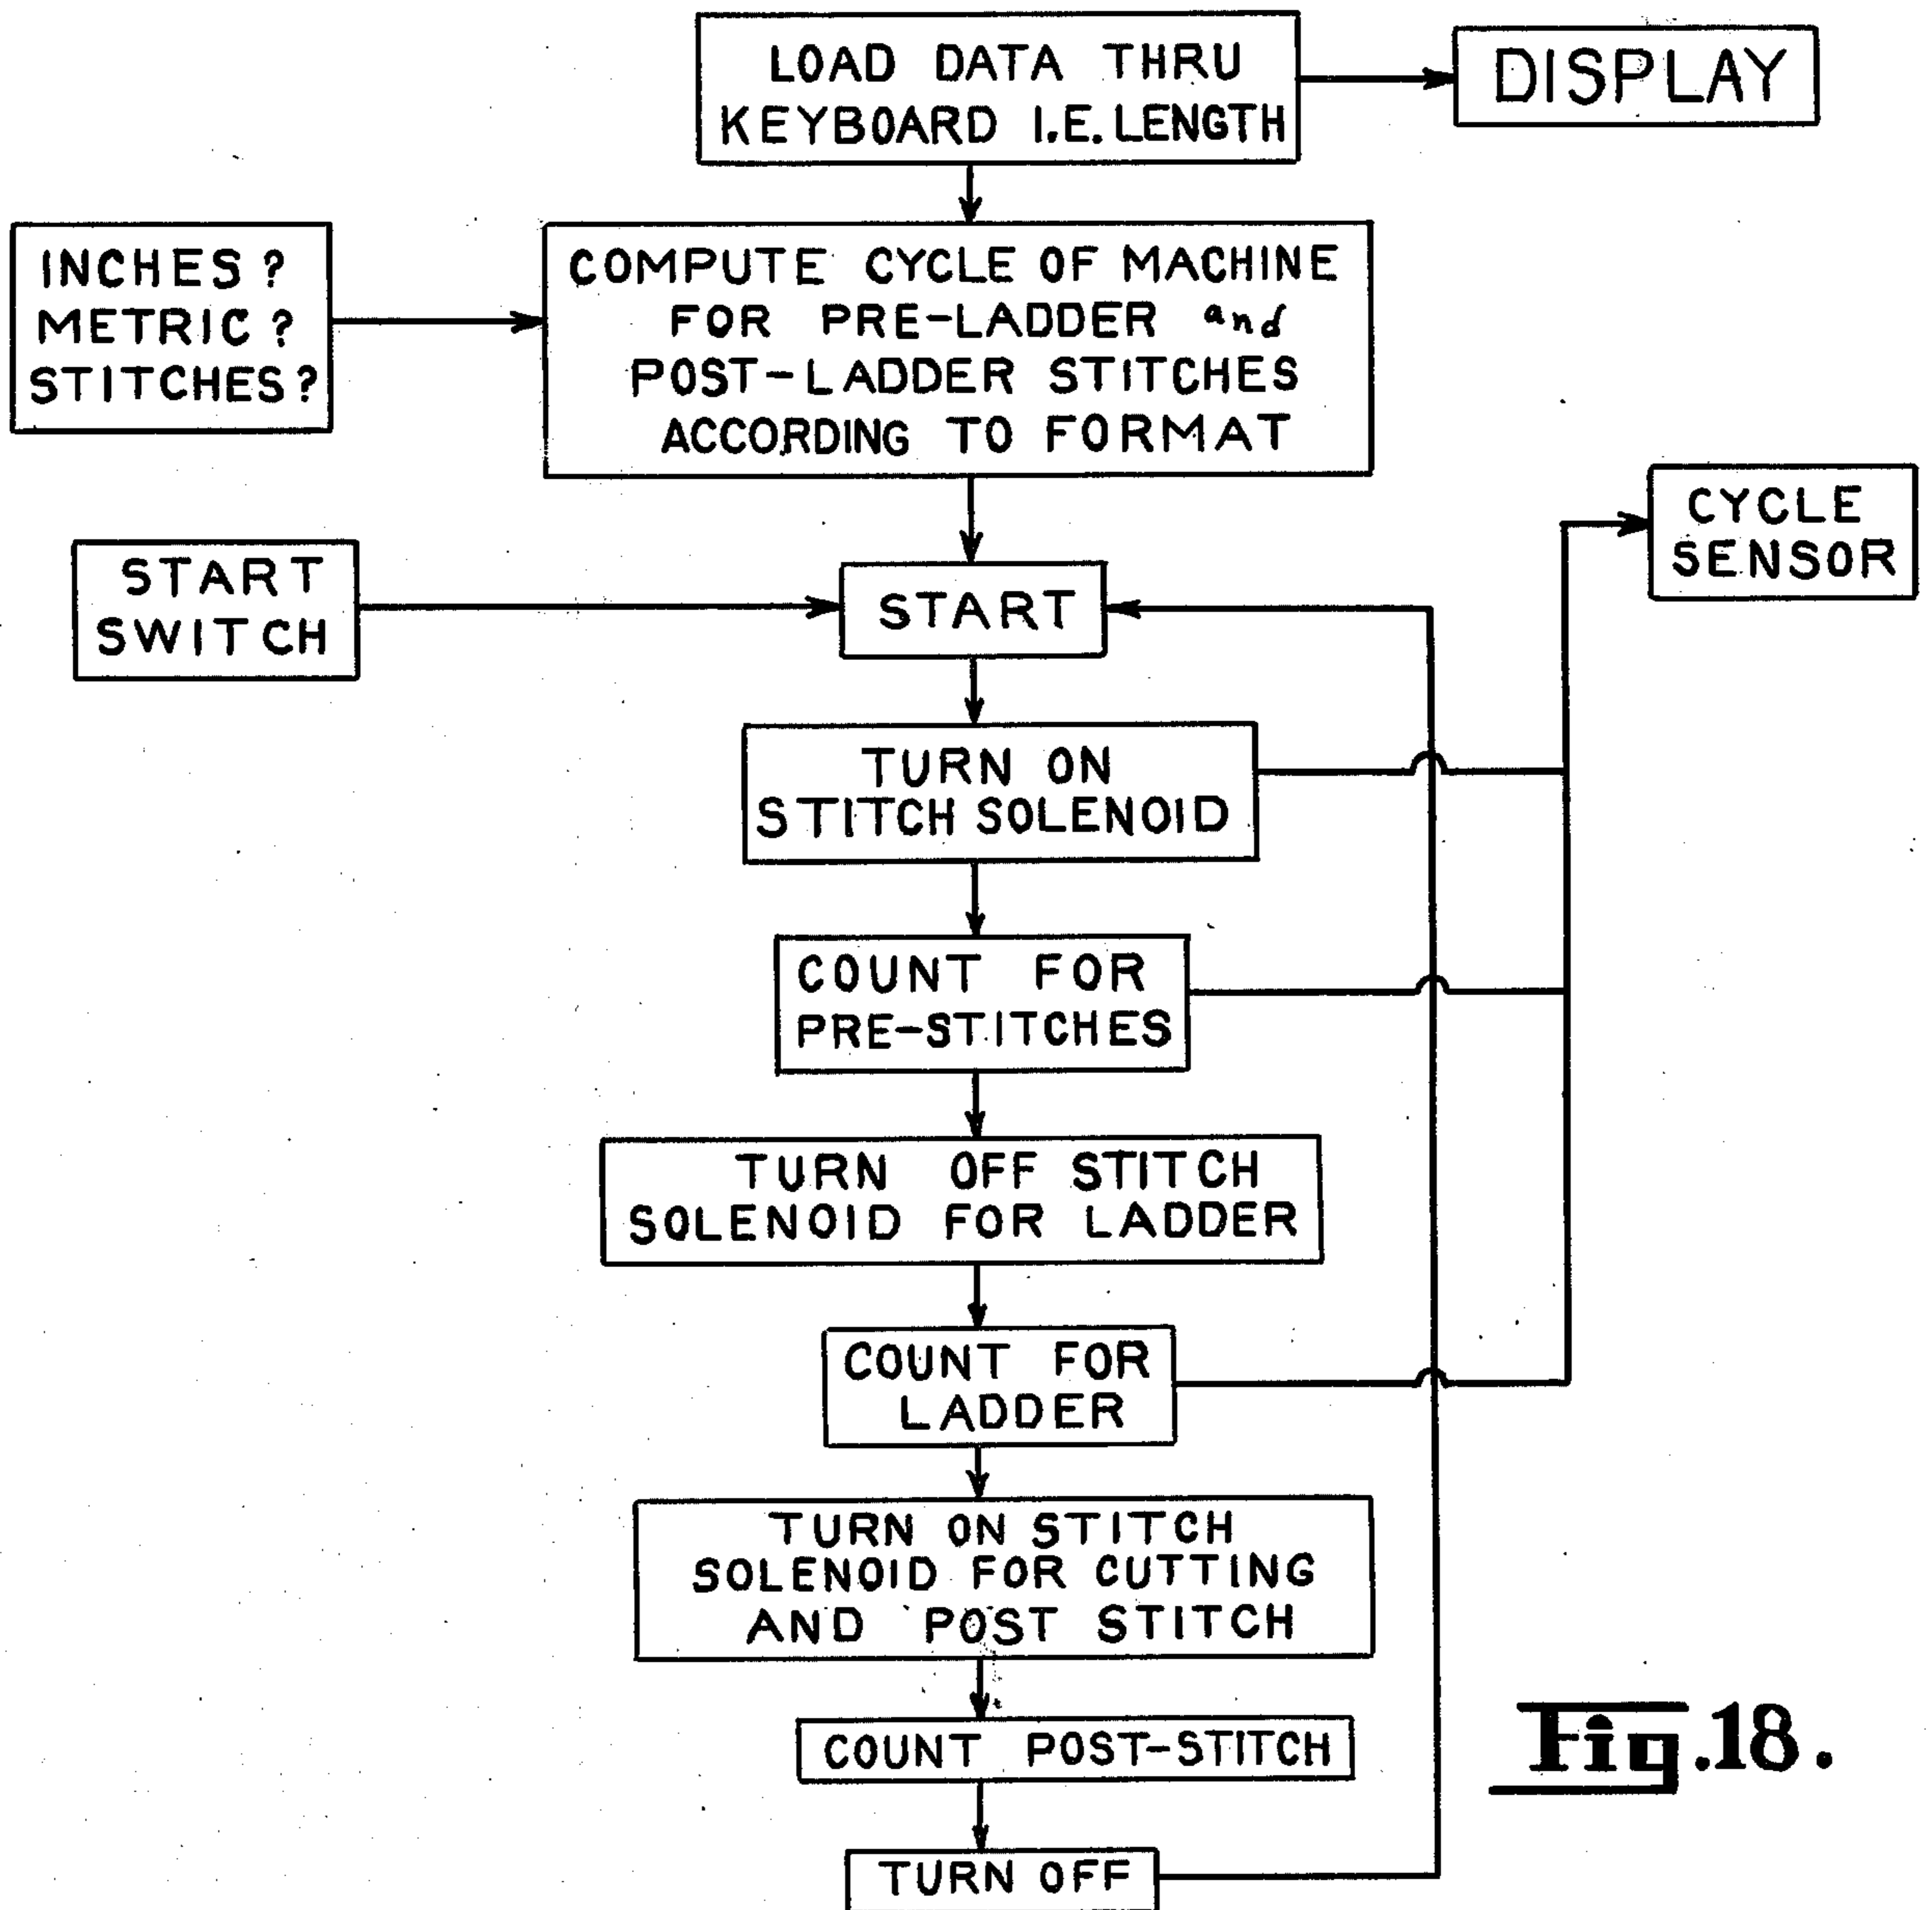 LOAD DATA THRU
KEYBOARD I.E. LENGTH
DISPLAY
INCHES?
METRIC?
STITCHES?
COMPUTE CYCLE OF MACHINE
FOR PRE-LADDER and
POST-LADDER STITCHES
ACCORDING TO FORMAT
CYCLE
SENSOR
START
SWITCH
START
TURN ON
STITCH SOLENOID
COUNT FOR
PRE-STITCHES
TURN OFF STITCH
SOLENOID FOR LADDER
COUNT FOR
LADDER
TURN ON STITCH
SOLENOID FOR CUTTING
AND POST STITCH
COUNT POST-STITCH
TURN OFF
Fig.18.